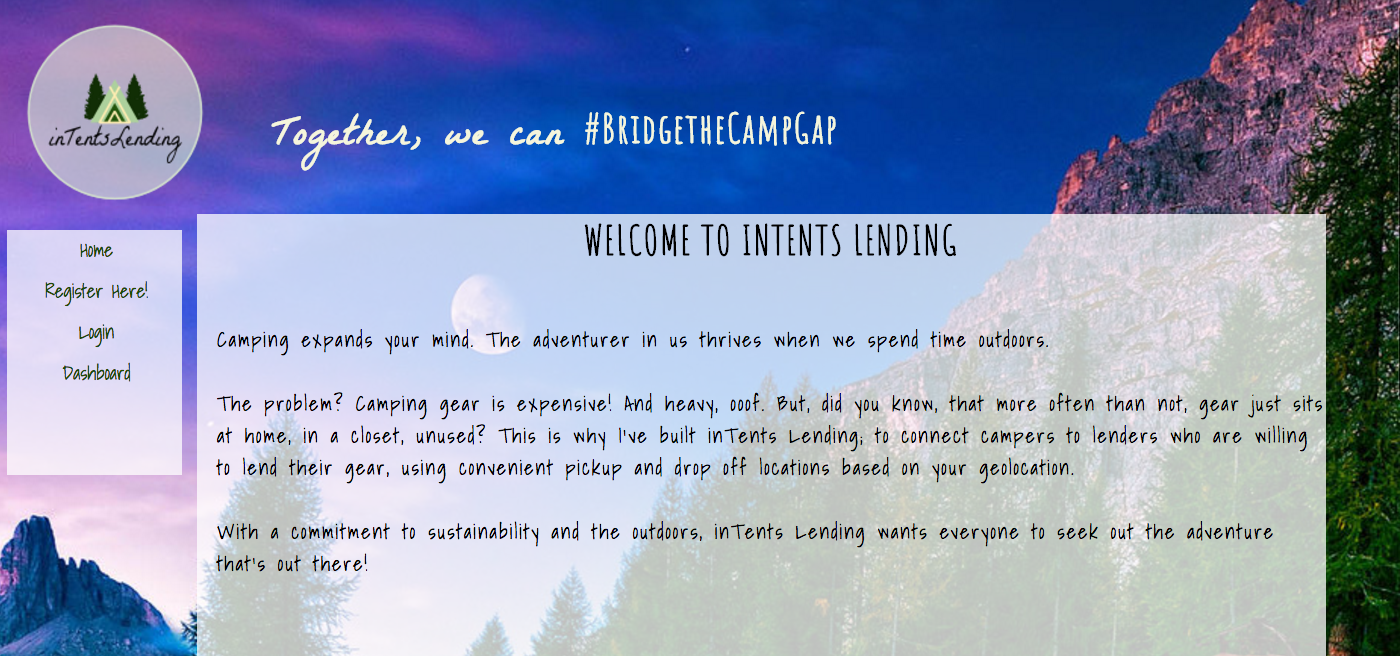 inTentsLending
Together, we can #BRIDGETHECAMPGAP
Home
Register Here!
Login
Dashboard
WELCOME TO INTENTS LENDING
Camping expands your mind. The adventurer in us thrives when we spend time outdoors.
The problem? Camping gear is expensive! And heavy, ooof. But, did you know, that more often than not, gear just sits
at home, in a closet, unused? This is why I've built inTents Lending; to connect campers to lenders who are willing
to lend their gear, using convenient pickup and drop off locations based on your geolocation.
With a commitment to sustainability and the outdoors, inTents Lending wants everyone to seek out the adventure
that's out there!